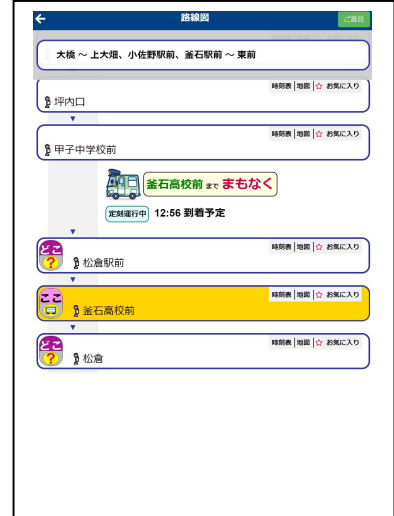 路線図
ご意見
大橋 ～ 上大畑、小佐野駅前、釜石駅前 ～ 東前
時刻表 地図 ☆ お気に入り
坪内口
▼
時刻表 地図 ☆ お気に入り
甲子中学校前
釜石高校前 まで まもなく
定刻運行中 12:56 到着予定
▼
時刻表 地図 ☆ お気に入り
どこ
?
松倉駅前
▼
時刻表 地図 ☆ お気に入り
ここ
釜石高校前
▼
時刻表 地図 ☆ お気に入り
どこ
?
松倉